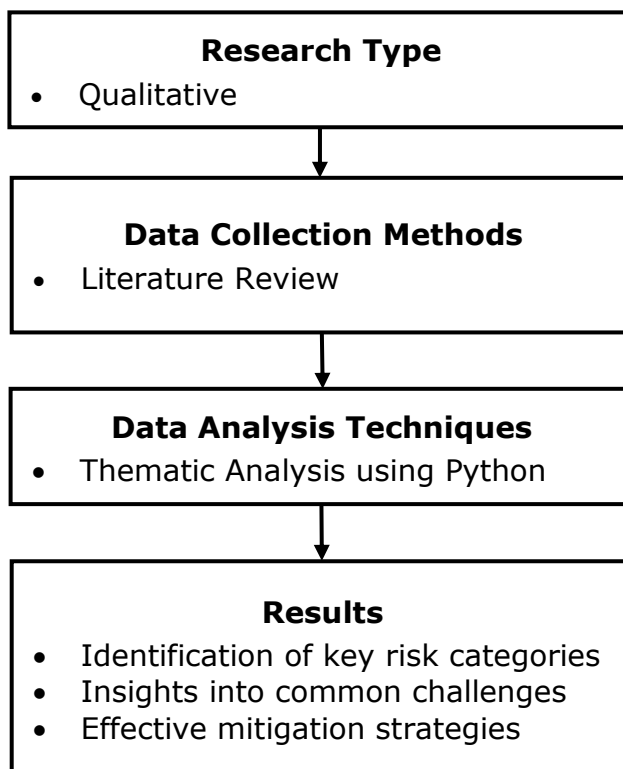 Research Type
• Qualitative
Data Collection Methods
• Literature Review
Data Analysis Techniques
• Thematic Analysis using Python
Results
• Identification of key risk categories
• Insights into common challenges
• Effective mitigation strategies